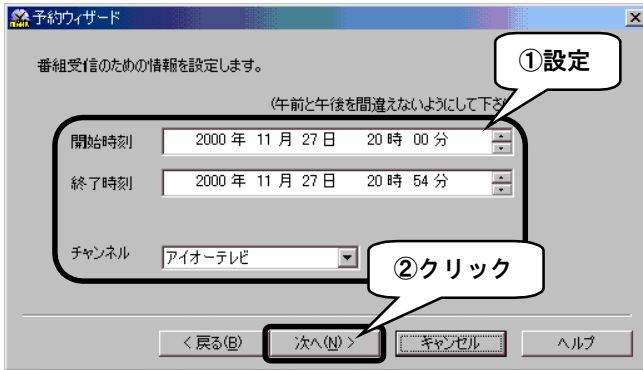 予約ウィザード
番組受信のための情報を設定します。
①設定
(午前と午後を間違えないようにして下さ
開始時刻 2000 年 11 月 27 日 20 時 00 分
終了時刻 2000 年 11 月 27 日 20 時 54 分
チャンネル アイオーテレビ
②クリック
< 戻る(B) 次へ(N) > キャンセル ヘルプ